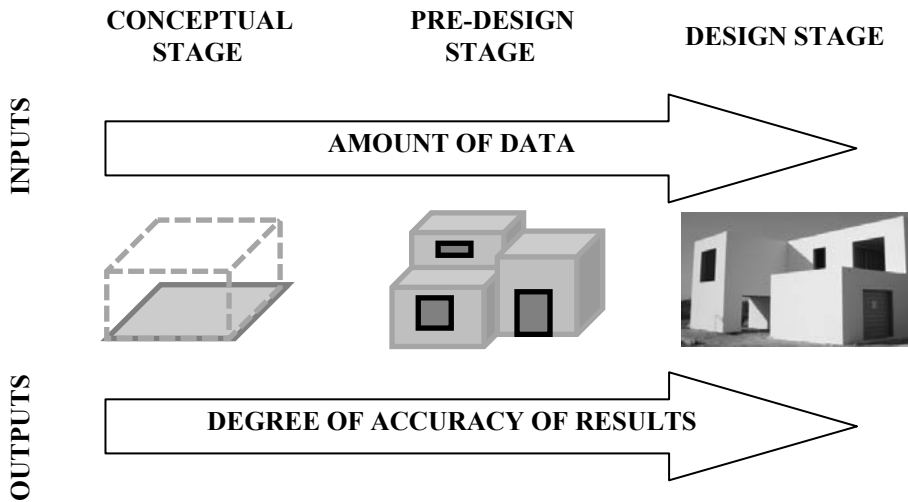 CONCEPTUAL
STAGE
PRE-DESIGN
STAGE
DESIGN STAGE
INPUTS
AMOUNT OF DATA
OUTPUTS
DEGREE OF ACCURACY OF RESULTS